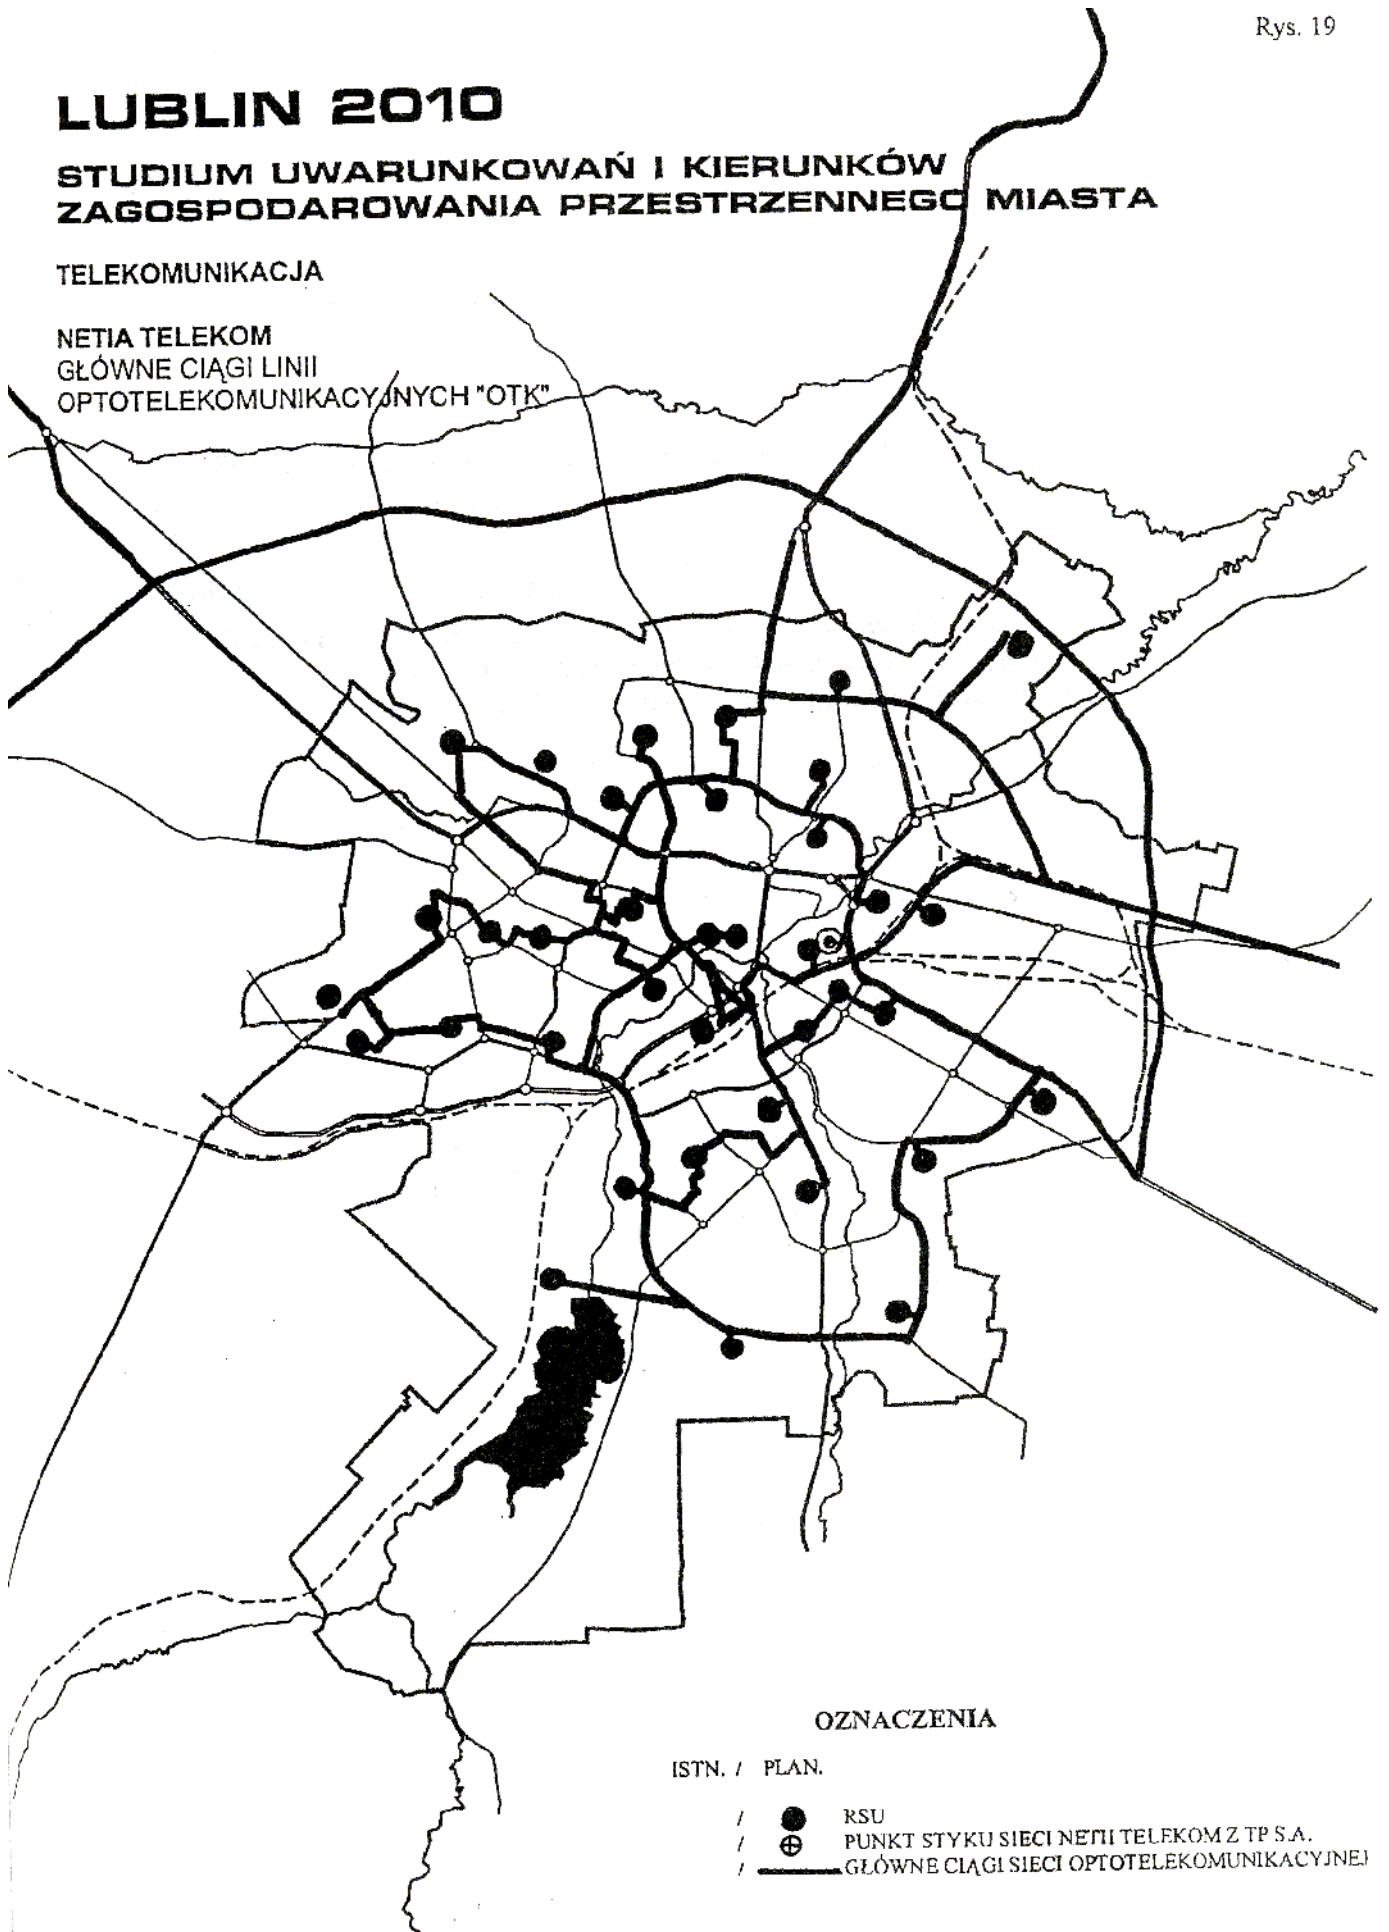 Rys. 19
LUBLIN 2010
STUDIUM UWARUNKOWAŃ I KIERUNKÓW
ZAGOSPODAROWANIA PRZESTRZENNEGO MIASTA
TELEKOMUNIKACJA
NETIA TELEKOM
GŁÓWNE CIĄGI LINII
OPTOTELEKOMUNIKACYJNYCH "OTK"
OZNACZENIA
ISTN. / PLAN.
/ RSU
/ PUNKT STYKU SIECI NETII TELEKOM Z TP S.A.
/ GŁÓWNE CIĄGI SIECI OPTOTELEKOMUNIKACYJNEJ